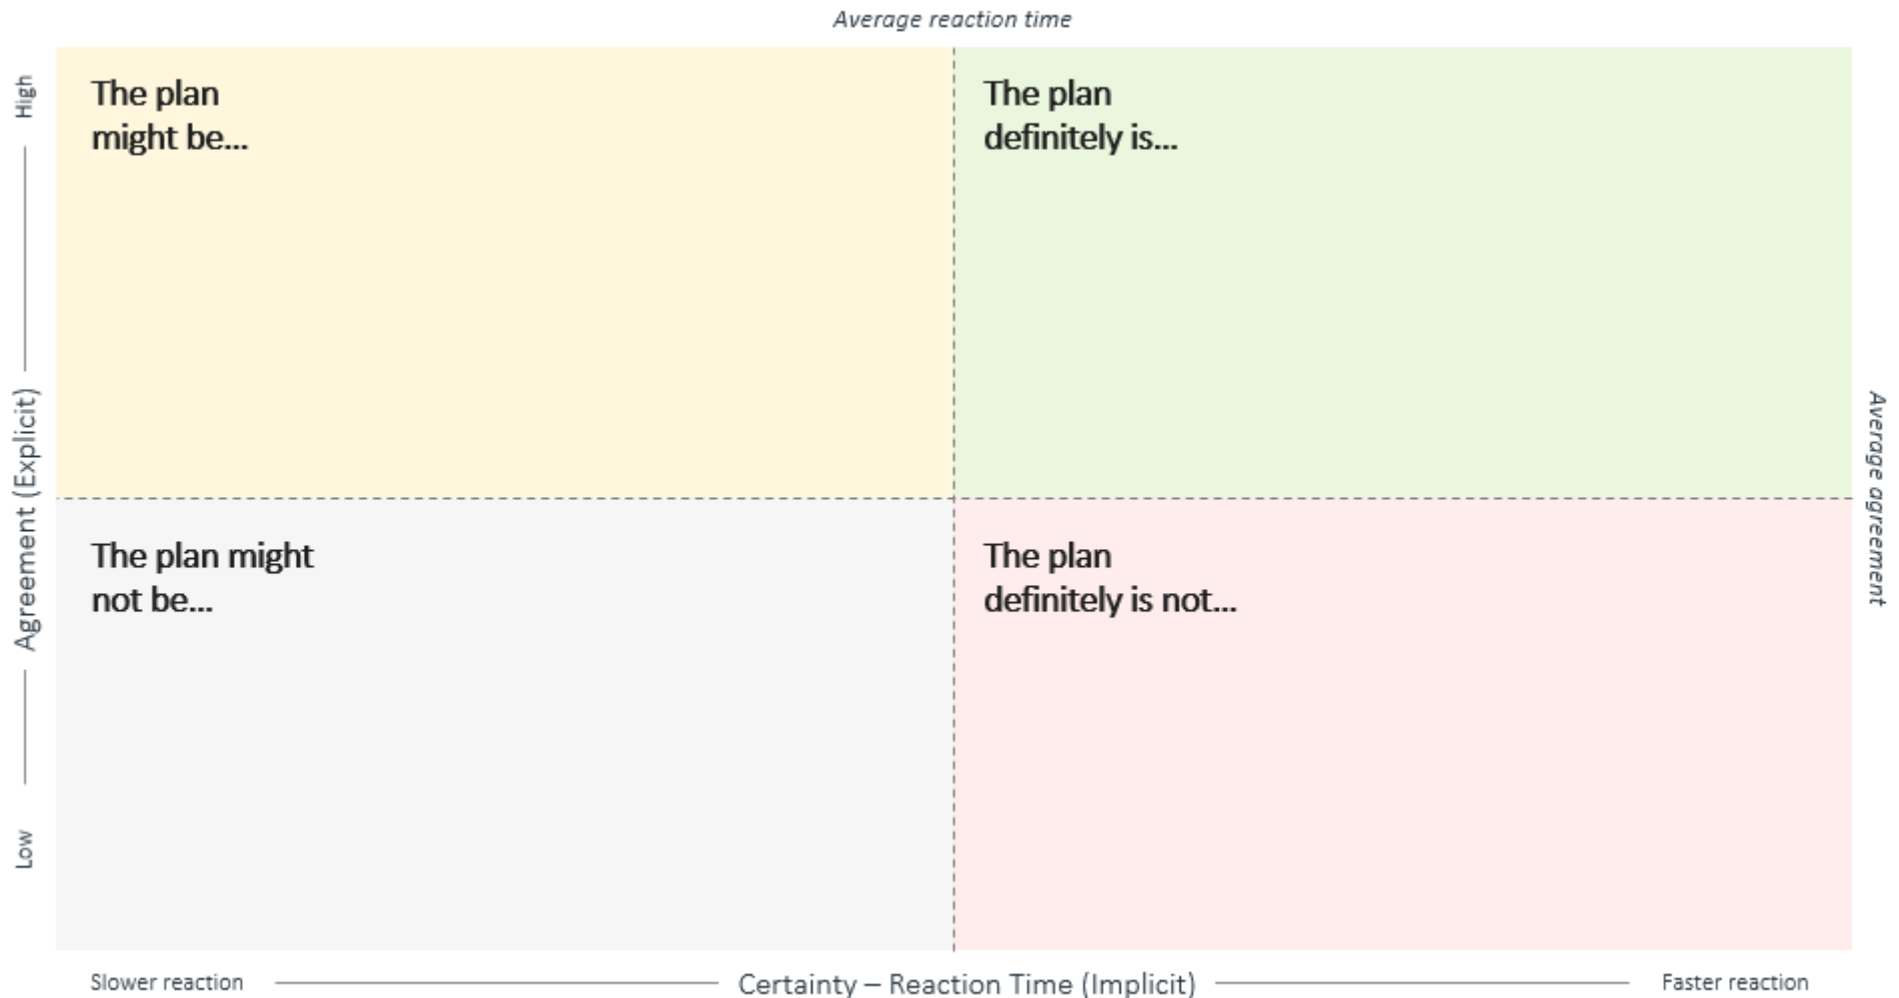 Average reaction time
High
The plan
might be...
The plan
definitely is...
Agreement (Explicit)
Average agreement
The plan might
not be...
The plan
definitely is not...
Low
Slower reaction
Certainty – Reaction Time (Implicit)
Faster reaction